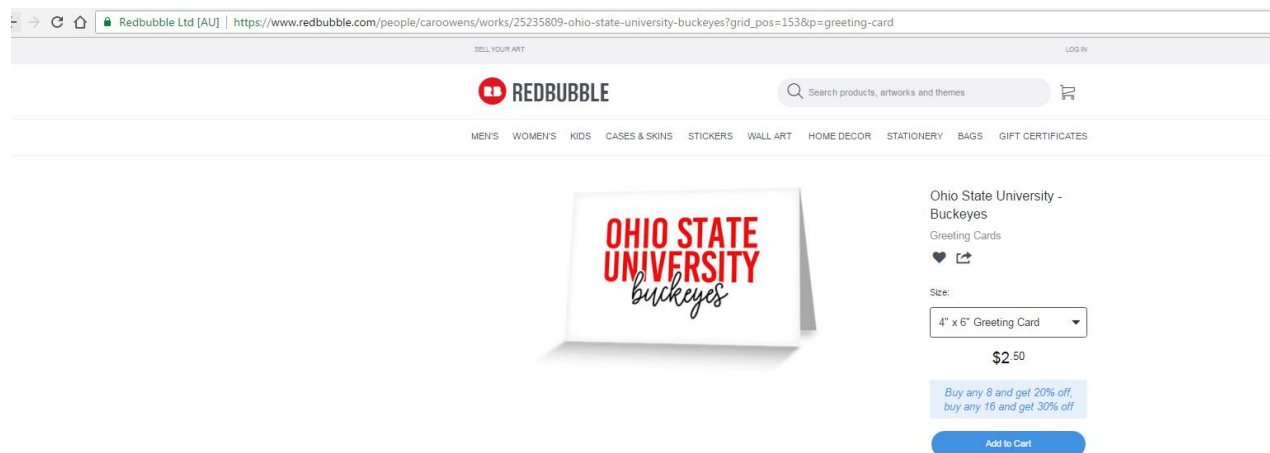 Redbubble Ltd [AU] | https://www.redbubble.com/people/caroowens/works/25235809-ohio-state-university-buckeyes?grid_pos=153&p=greeting-card
SELL YOUR ART LOG IN
RB REDBUBBLE Search products, artworks and themes
MEN'S WOMEN'S KIDS CASES & SKINS STICKERS WALL ART HOME DECOR STATIONERY BAGS GIFT CERTIFICATES
OHIO STATE
UNIVERSITY
buckeyes
Ohio State University -
Buckeyes
Greeting Cards
Size:
4" x 6" Greeting Card
$2.50
Buy any 8 and get 20% off,
buy any 16 and get 30% off
Add to Cart